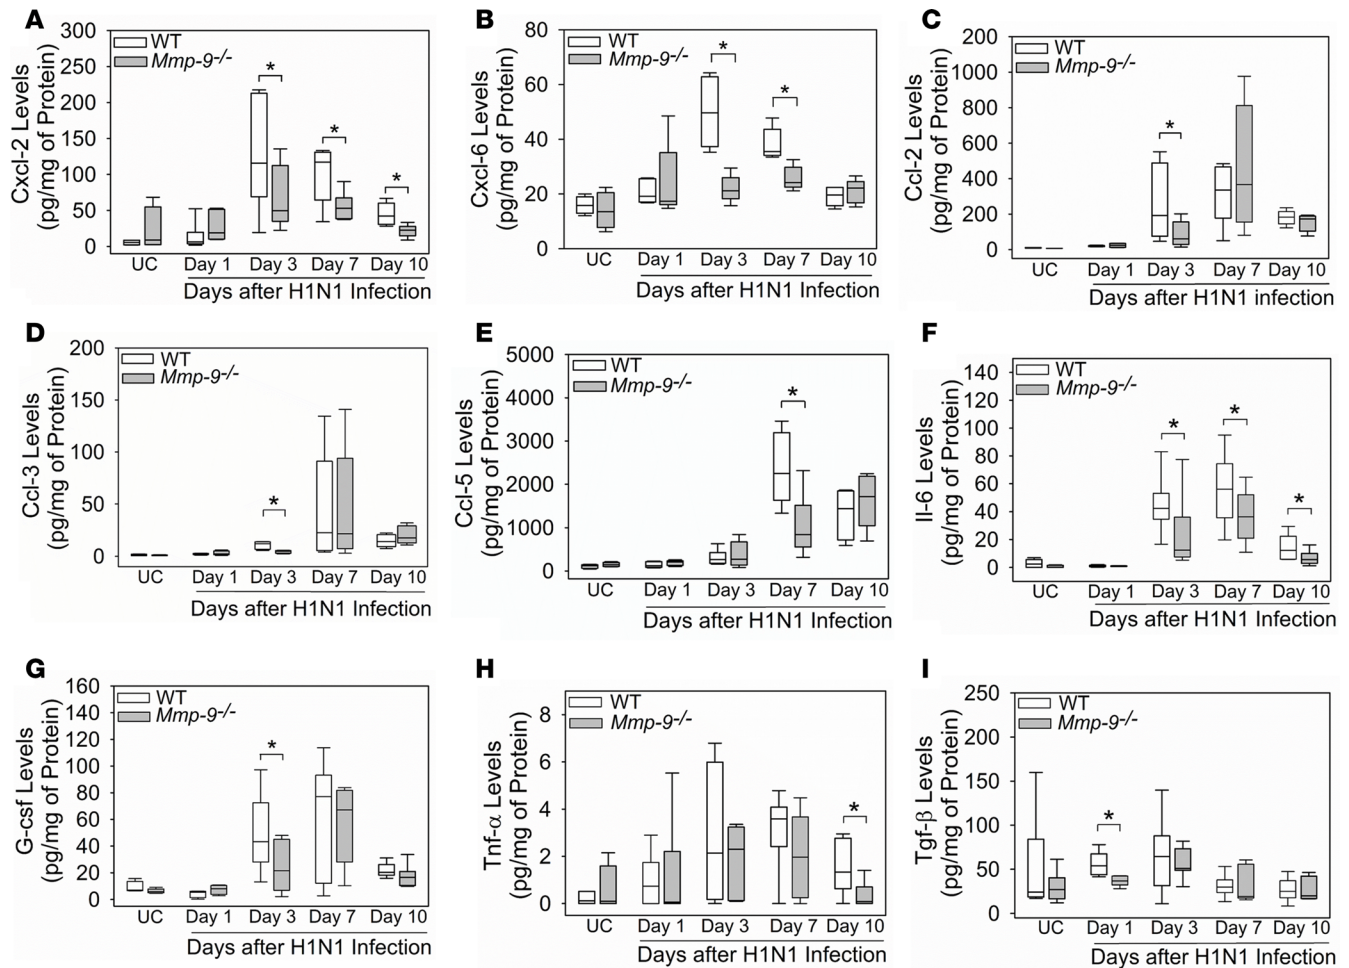 A
Cxcl-2 Levels
(pg/mg of Protein)
300
250
200
150
100
50
0
WT
Mmp-9-/-
*
*
*
UC Day 1 Day 3 Day 7 Day 10
Days after H1N1 Infection
B
Cxcl-6 Levels
(pg/mg of Protein)
80
60
40
20
0
WT
Mmp-9-/-
*
*
UC Day 1 Day 3 Day 7 Day 10
Days after H1N1 Infection
C
Ccl-2 Levels
(pg/mg of Protein)
200
1000
800
600
400
200
0
WT
Mmp-9-/-
*
UC Day 1 Day 3 Day 7 Day 10
Days after H1N1 infection
D
Ccl-3 Levels
(pg/mg of Protein)
200
150
100
50
0
WT
Mmp-9-/-
*
UC Day 1 Day 3 Day 7 Day 10
Days after H1N1 Infection
E
Ccl-5 Levels
(pg/mg of Protein)
5000
4000
3000
2000
1000
0
WT
Mmp-9-/-
*
UC Day 1 Day 3 Day 7 Day 10
Days after H1N1 Infection
F
Il-6 Levels
(pg/mg of Protein)
140
120
100
80
60
40
20
0
WT
Mmp-9-/-
*
*
*
UC Day 1 Day 3 Day 7 Day 10
Days after H1N1 Infection
G
G-csf Levels
(pg/mg of Protein)
160
140
120
100
80
60
40
20
0
WT
Mmp-9-/-
*
UC Day 1 Day 3 Day 7 Day 10
Days after H1N1 Infection
H
Tnf-α Levels
(pg/mg of Protein)
8
6
4
2
0
WT
Mmp-9-/-
*
UC Day 1 Day 3 Day 7 Day 10
Days after H1N1 Infection
I
Tgf-β Levels
(pg/mg of Protein)
250
200
150
100
50
0
WT
Mmp-9-/-
*
UC Day 1 Day 3 Day 7 Day 10
Days after H1N1 Infection